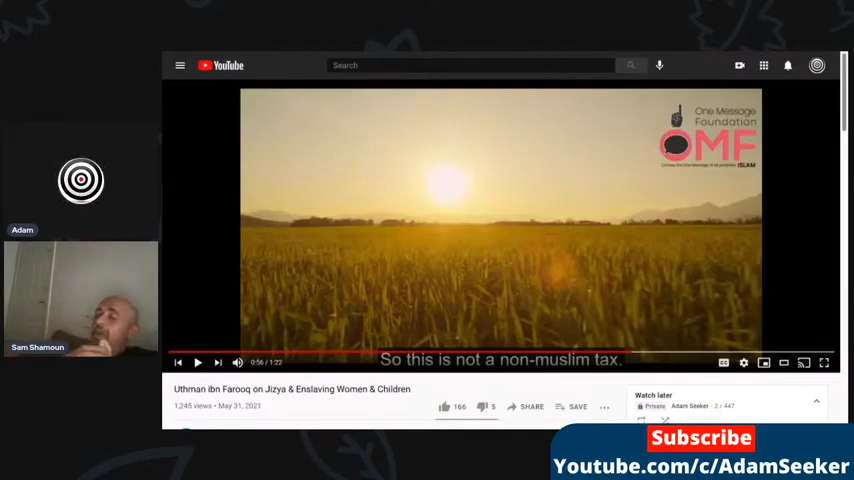 YouTube
Search
One Message
Foundation
OMF
ISLAM
Adam
Sam Shamoun
So this is not a non-muslim tax.
0:56 / 1:22
Uthman ibn Farooq on Jizya & Enslaving Women & Children
1,245 views • May 31, 2021
166
5
SHARE
SAVE
Watch later
Private
Adam Seeker - 2 / 447
Subscribe
Youtube.com/c/AdamSeeker